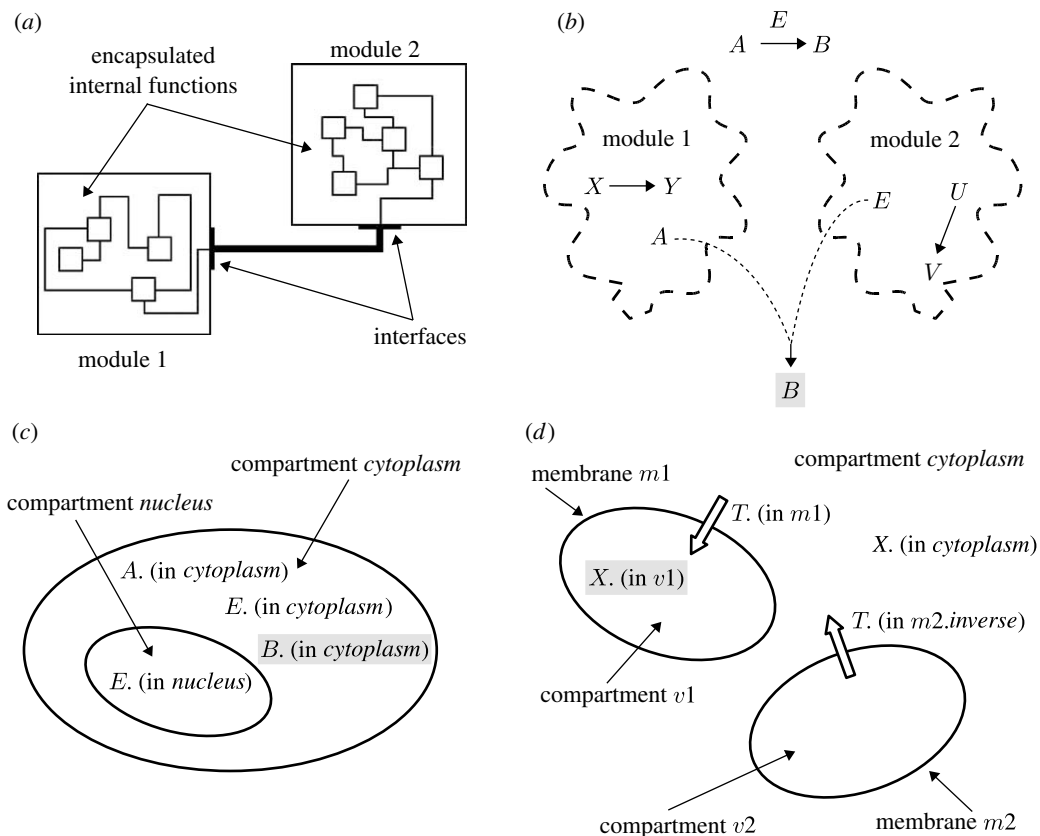 (a)
encapsulated
internal functions
module 2
module 1
interfaces
(b)
E
A B
module 1
module 2
X Y
E
U
A
V
B
(c)
compartment cytoplasm
compartment nucleus
A. (in cytoplasm)
E. (in cytoplasm)
B. (in cytoplasm)
E. (in nucleus)
(d)
compartment cytoplasm
membrane m1
T. (in m1)
X. (in cytoplasm)
X. (in v1)
T. (in m2.inverse)
compartment v1
compartment v2
membrane m2